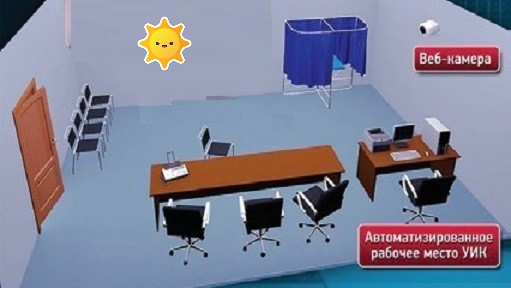 Веб-камера
Автоматизированное
рабочее место УИК